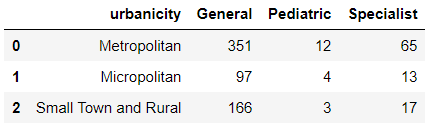 urbanicity General Pediatric Specialist
0 Metropolitan 351 12 65
1 Micropolitan 97 4 13
2 Small Town and Rural 166 3 17